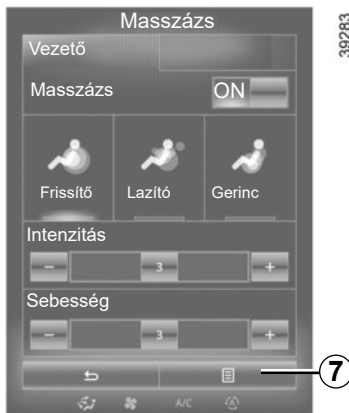 Masszázs
39283
Vezető
Masszázs ON
Frissítő Lazító Gerinc
Intenzitás
- 3 +
Sebesség
- 3 +
7
A/C